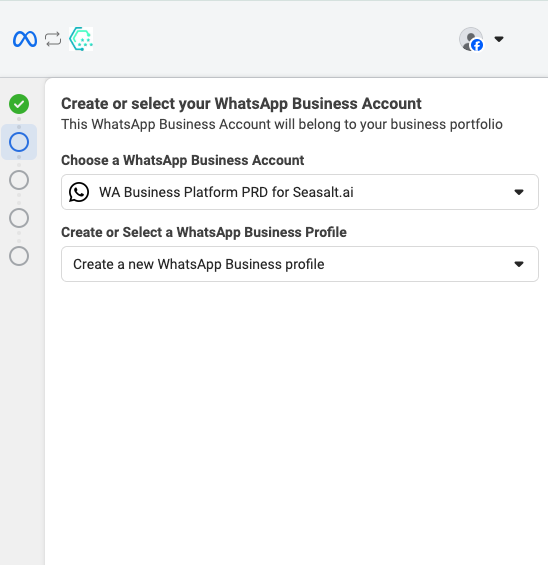 Create or select your WhatsApp Business Account
This WhatsApp Business Account will belong to your business portfolio
Choose a WhatsApp Business Account
WA Business Platform PRD for Seasalt.ai
Create or Select a WhatsApp Business Profile
Create a new WhatsApp Business profile